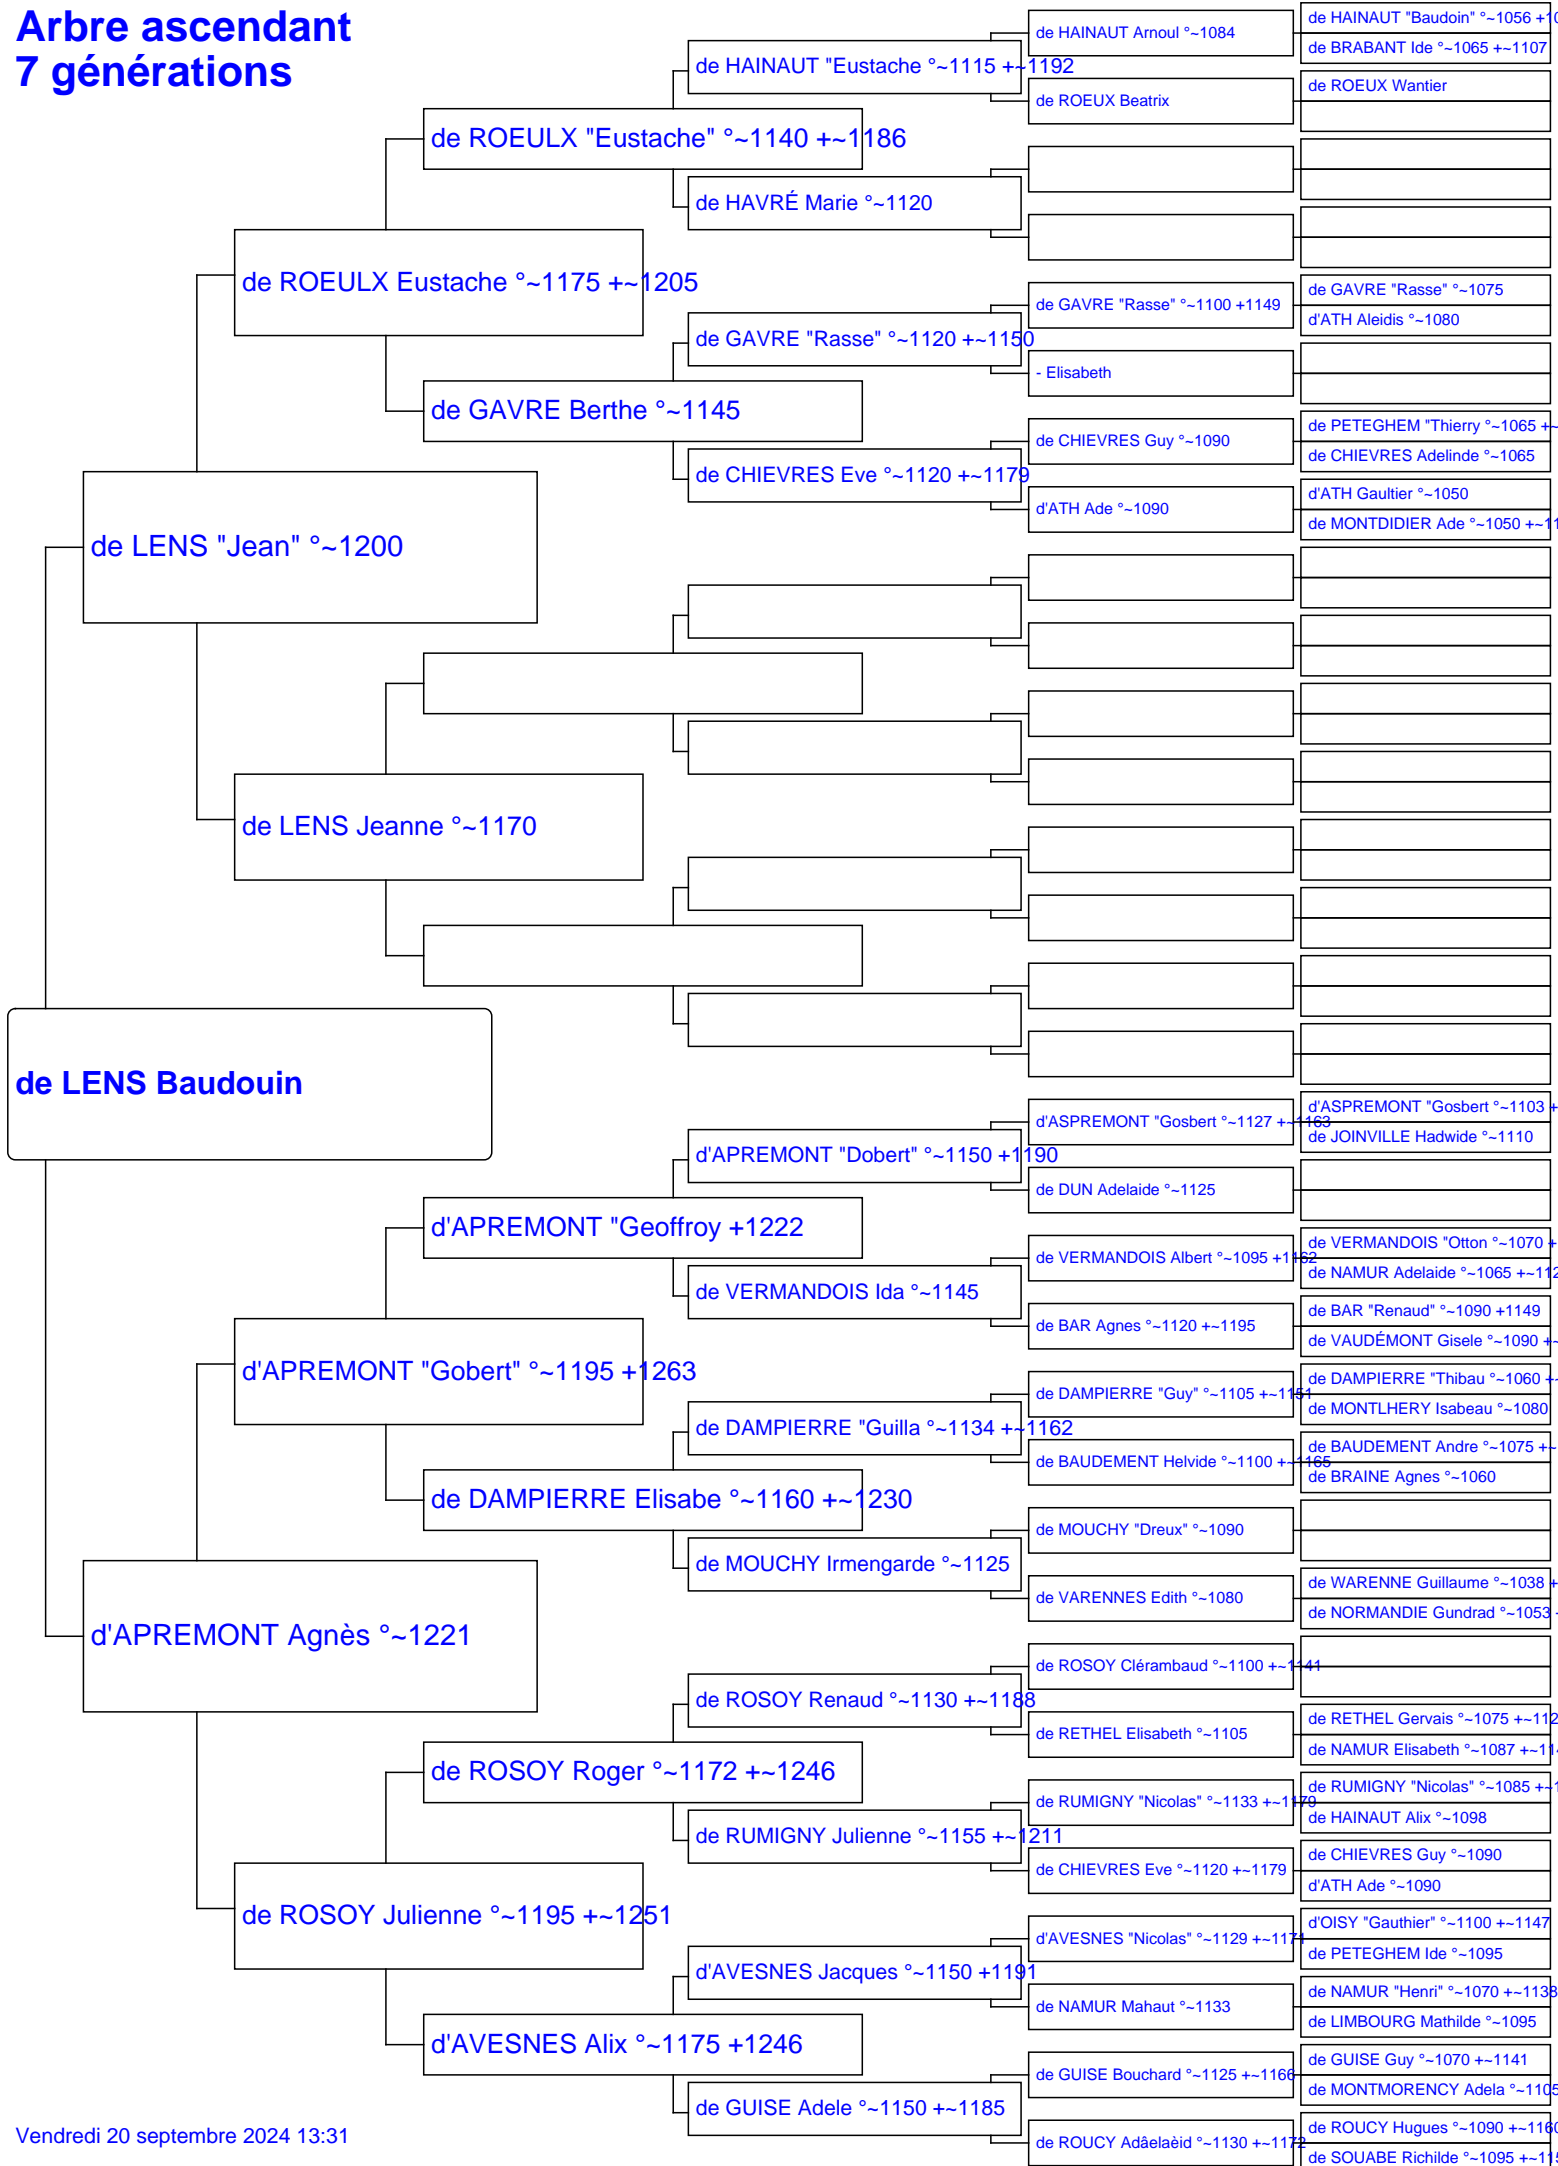 Arbre ascendant
7 générations
de LENS Baudouin
de LENS "Jean" °~1200
d'APREMONT Agnès °~1221
de ROEULX Eustache °~1175 +~1205
de LENS Jeanne °~1170
d'APREMONT "Gobert" °~1195 +1263
de ROSOY Julienne °~1195 +~1251
de ROEULX "Eustache" °~1140 +~1186
de GAVRE Berthe °~1145
d'APREMONT "Geoffroy +1222
de DAMPIERRE Elisabe °~1160 +~1230
de ROSOY Roger °~1172 +~1246
d'AVESNES Alix °~1175 +1246
de HAINAUT "Eustache °~1115 +~1192
de HAVRÉ Marie °~1120
de GAVRE "Rasse" °~1120 +~1150
de CHIEVRES Eve °~1120 +~1179
d'APREMONT "Dobert" °~1150 +1190
de VERMANDOIS Ida °~1145
de DAMPIERRE "Guilla °~1134 +~1162
de MOUCHY Irmengarde °~1125
de ROSOY Renaud °~1130 +~1188
de RUMIGNY Julienne °~1155 +~1211
d'AVESNES Jacques °~1150 +1191
de GUISE Adele °~1150 +~1185
de HAINAUT Arnoul °~1084
de ROEUX Beatrix
de GAVRE "Rasse" °~1100 +1149
- Elisabeth
de CHIEVRES Guy °~1090
d'ATH Ade °~1090
d'ASPREMONT "Gosbert °~1127 +~1163
de DUN Adelaide °~1125
de VERMANDOIS Albert °~1095 +1162
de BAR Agnes °~1120 +~1195
de DAMPIERRE "Guy" °~1105 +~1151
de BAUDEMENT Helvide °~1100 +~1165
de MOUCHY "Dreux" °~1090
de VARENNES Edith °~1080
de ROSOY Clérambaud °~1100 +~1141
de RETHEL Elisabeth °~1105
de RUMIGNY "Nicolas" °~1133 +~1179
de CHIEVRES Eve °~1120 +~1179
d'AVESNES "Nicolas" °~1129 +~1171
de NAMUR Mahaut °~1133
de GUISE Bouchard °~1125 +~1166
de ROUCY Adâelaèid °~1130 +~1172
de HAINAUT "Baudoin" °~1056 +10
de BRABANT Ide °~1065 +~1107
de ROEUX Wantier
de GAVRE "Rasse" °~1075
d'ATH Aleidis °~1080
de PETEGHEM "Thierry °~1065 +~
de CHIEVRES Adelinde °~1065
d'ATH Gaultier °~1050
de MONTDIDIER Ade °~1050 +~11
d'ASPREMONT "Gosbert °~1103 +
de JOINVILLE Hadwide °~1110
de VERMANDOIS "Otton °~1070 +
de NAMUR Adelaide °~1065 +~112
de BAR "Renaud" °~1090 +1149
de VAUDÉMONT Gisele °~1090 +~
de DAMPIERRE "Thibau °~1060 +~
de MONTLHERY Isabeau °~1080
de BAUDEMENT Andre °~1075 +~
de BRAINE Agnes °~1060
de WARENNE Guillaume °~1038 +
de NORMANDIE Gundrad °~1053
de RETHEL Gervais °~1075 +~112
de NAMUR Elisabeth °~1087 +~114
de RUMIGNY "Nicolas" °~1085 +~1
de HAINAUT Alix °~1098
de CHIEVRES Guy °~1090
d'ATH Ade °~1090
d'OISY "Gauthier" °~1100 +~1147
de PETEGHEM Ide °~1095
de NAMUR "Henri" °~1070 +~1138
de LIMBOURG Mathilde °~1095
de GUISE Guy °~1070 +~1141
de MONTMORENCY Adela °~1105
de ROUCY Hugues °~1090 +~1160
de SOUABE Richilde °~1095 +~115
Vendredi 20 septembre 2024 13:31